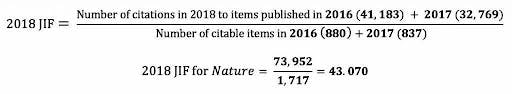 2018 JIF = Number of citations in 2018 to items published in 2016 (41,183) + 2017 (32,769)
Number of citable items in 2016 (880) + 2017 (837)
2018 JIF for Nature = 73,952 / 1,717 = 43.070